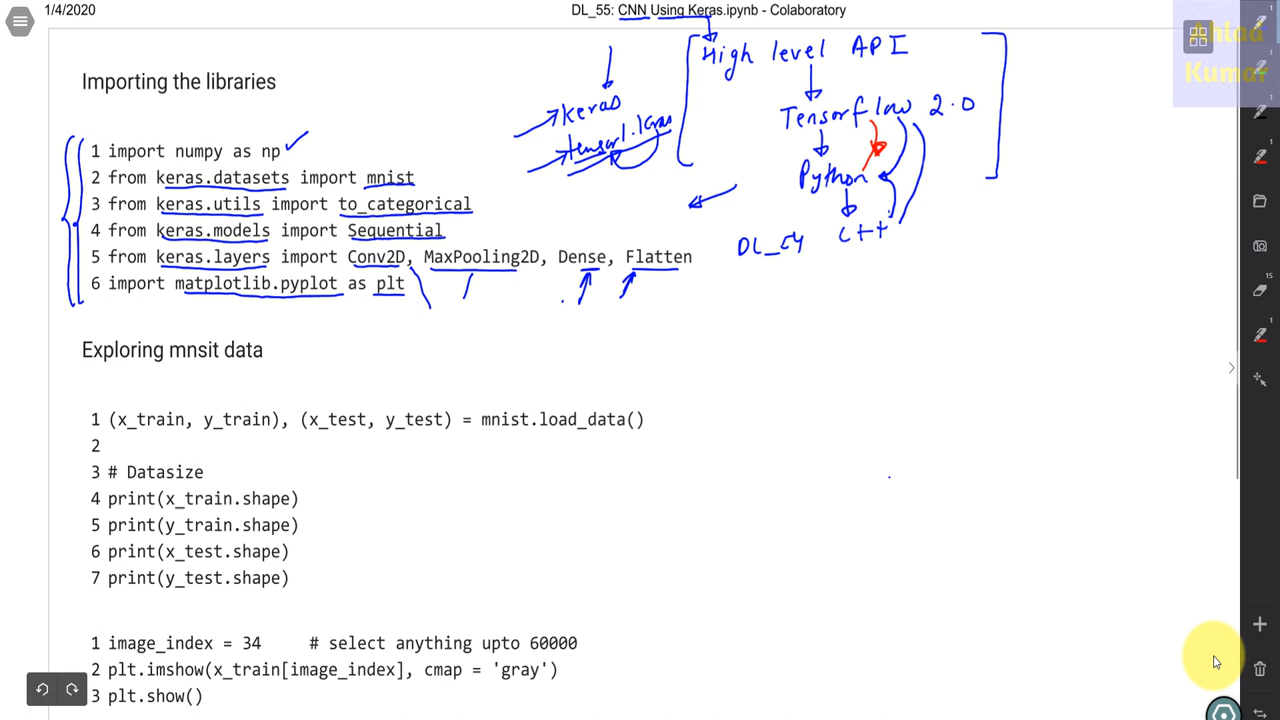 1/4/2020 DL_55: CNN Using Keras.ipynb - Colaboratory
Ahlad
Kumar
High level API
Importing the libraries
Keras
Tensorflow 2.0
tensorf.keras
1 import numpy as np
Python
2 from keras.datasets import mnist
3 from keras.utils import to_categorical
4 from keras.models import Sequential
C++
DL_54
5 from keras.layers import Conv2D, MaxPooling2D, Dense, Flatten
6 import matplotlib.pyplot as plt
Exploring mnsit data
1 (x_train, y_train), (x_test, y_test) = mnist.load_data()
2
3 # Datasize
4 print(x_train.shape)
5 print(y_train.shape)
6 print(x_test.shape)
7 print(y_test.shape)
1 image_index = 34 # select anything upto 60000
2 plt.imshow(x_train[image_index], cmap = 'gray')
3 plt.show()